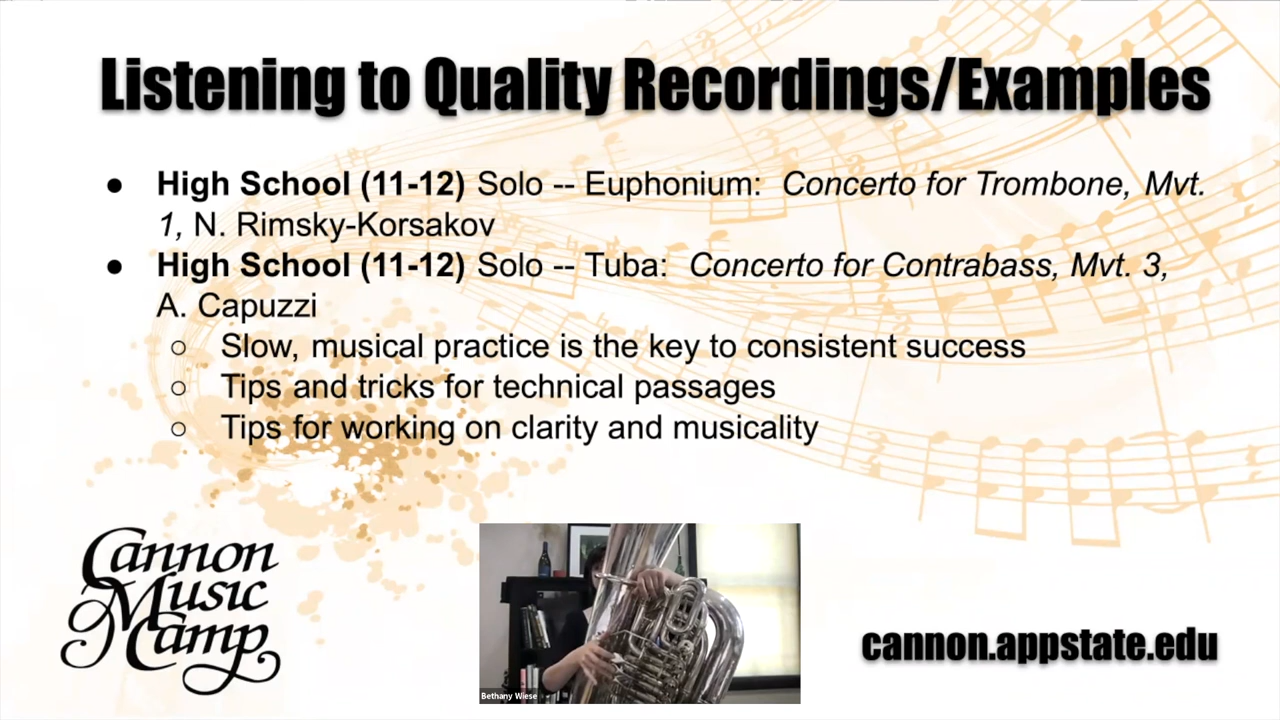 Listening to Quality Recordings/Examples
● High School (11-12) Solo -- Euphonium: Concerto for Trombone, Mvt.
1, N. Rimsky-Korsakov
● High School (11-12) Solo -- Tuba: Concerto for Contrabass, Mvt. 3,
A. Capuzzi
○ Slow, musical practice is the key to consistent success
○ Tips and tricks for technical passages
○ Tips for working on clarity and musicality
Cannon
Music
Camp
Bethany Wiese
cannon.appstate.edu